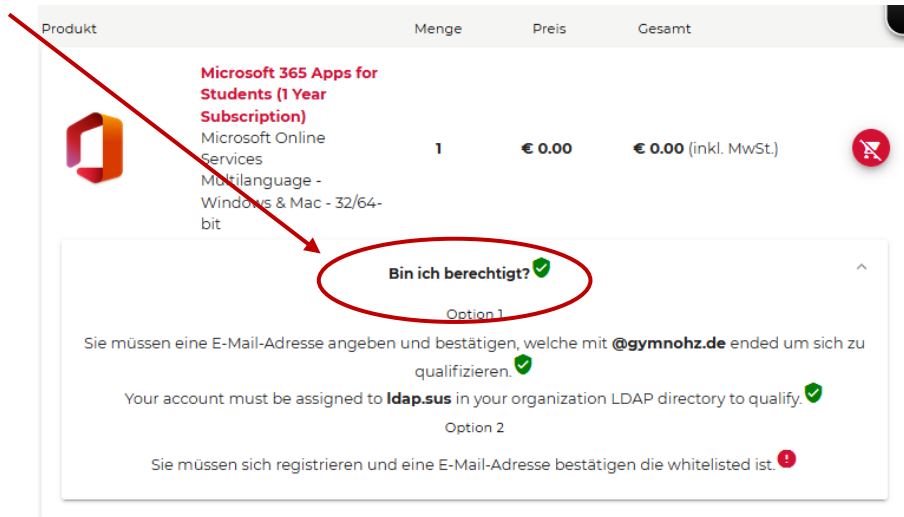 Produkt Menge Preis Gesamt
Microsoft 365 Apps for
Students (1 Year
Subscription)
Microsoft Online
Services
Multilanguage -
Windows & Mac - 32/64-
bit
1 € 0.00 € 0.00 (inkl. MwSt.)
Bin ich berechtigt?
Option 1
Sie müssen eine E-Mail-Adresse angeben und bestätigen, welche mit @gymnohz.de ended um sich zu
qualifizieren.
Your account must be assigned to ldap.sus in your organization LDAP directory to qualify.
Option 2
Sie müssen sich registrieren und eine E-Mail-Adresse bestätigen die whitelisted ist.